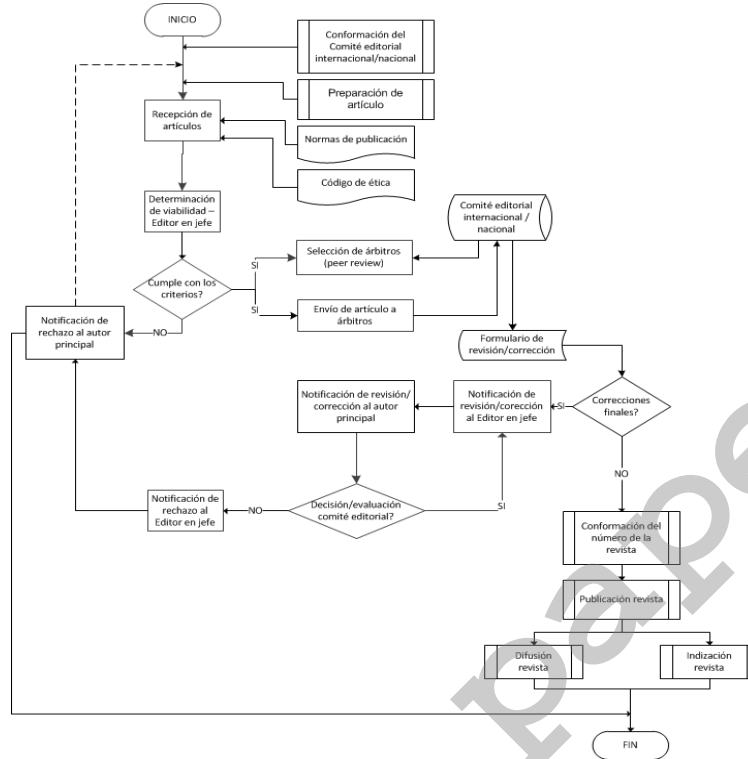 INICIO
Conformación del
Comité editorial
internacional/nacional
Preparación de
artículo
Recepción de
artículos
Normas de publicación
Código de ética
Determinación
de viabilidad –
Editor en jefe
Comité editorial
internacional /
nacional
Selección de árbitros
(peer review)
SI
Cumple con los
criterios?
SI
Envío de artículo a
árbitros
NO
Notificación de
rechazo al autor
principal
Formulario de
revisión/corrección
Notificación de revisión/
corrección al autor
principal
Notificación de
revisión/corección
al Editor en jefe
SI
Correcciones
finales?
NO
Notificación de
rechazo al
Editor en jefe
NO
Decisión/evaluación
comité editorial?
SI
Conformación del
número de la
revista
Publicación revista
Difusión
revista
Indización
revista
FIN
pape